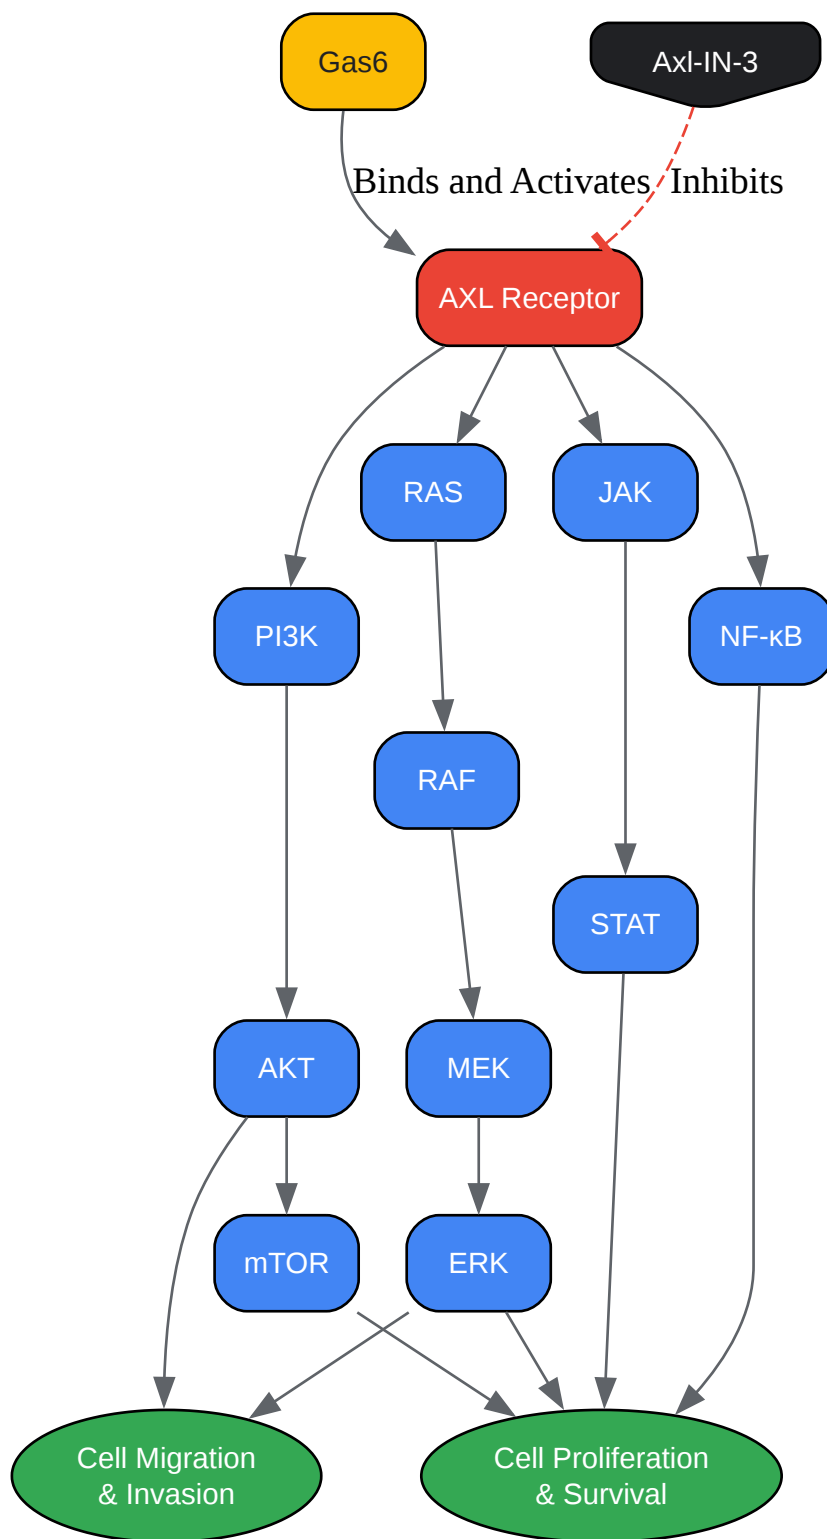 Gas6
Axl-IN-3
Binds and Activates
Inhibits
AXL Receptor
RAS
JAK
PI3K
NF-κB
RAF
STAT
AKT
MEK
mTOR
ERK
Cell Migration
& Invasion
Cell Proliferation
& Survival